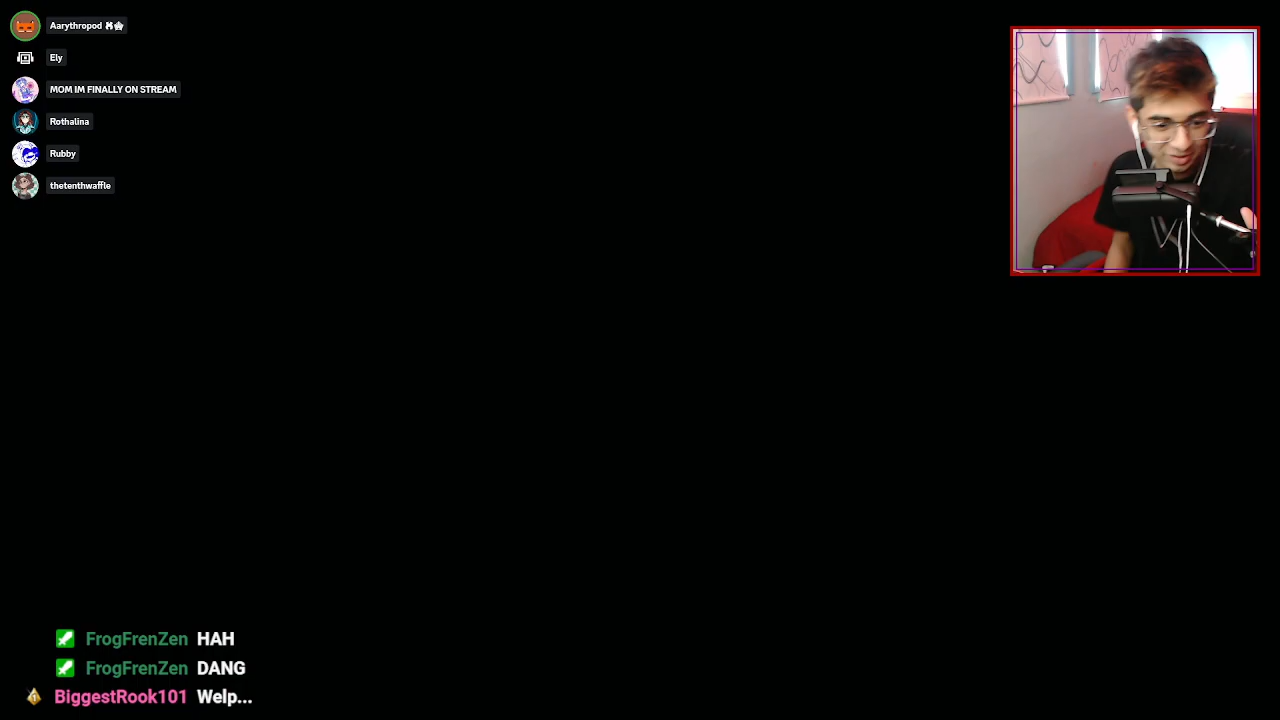 Aarythropod
Ely
MOM IM FINALLY ON STREAM
Rothalina
Rubby
thetenthwaffle
FrogFrenZen HAH
FrogFrenZen DANG
BiggestRook101 Welp...